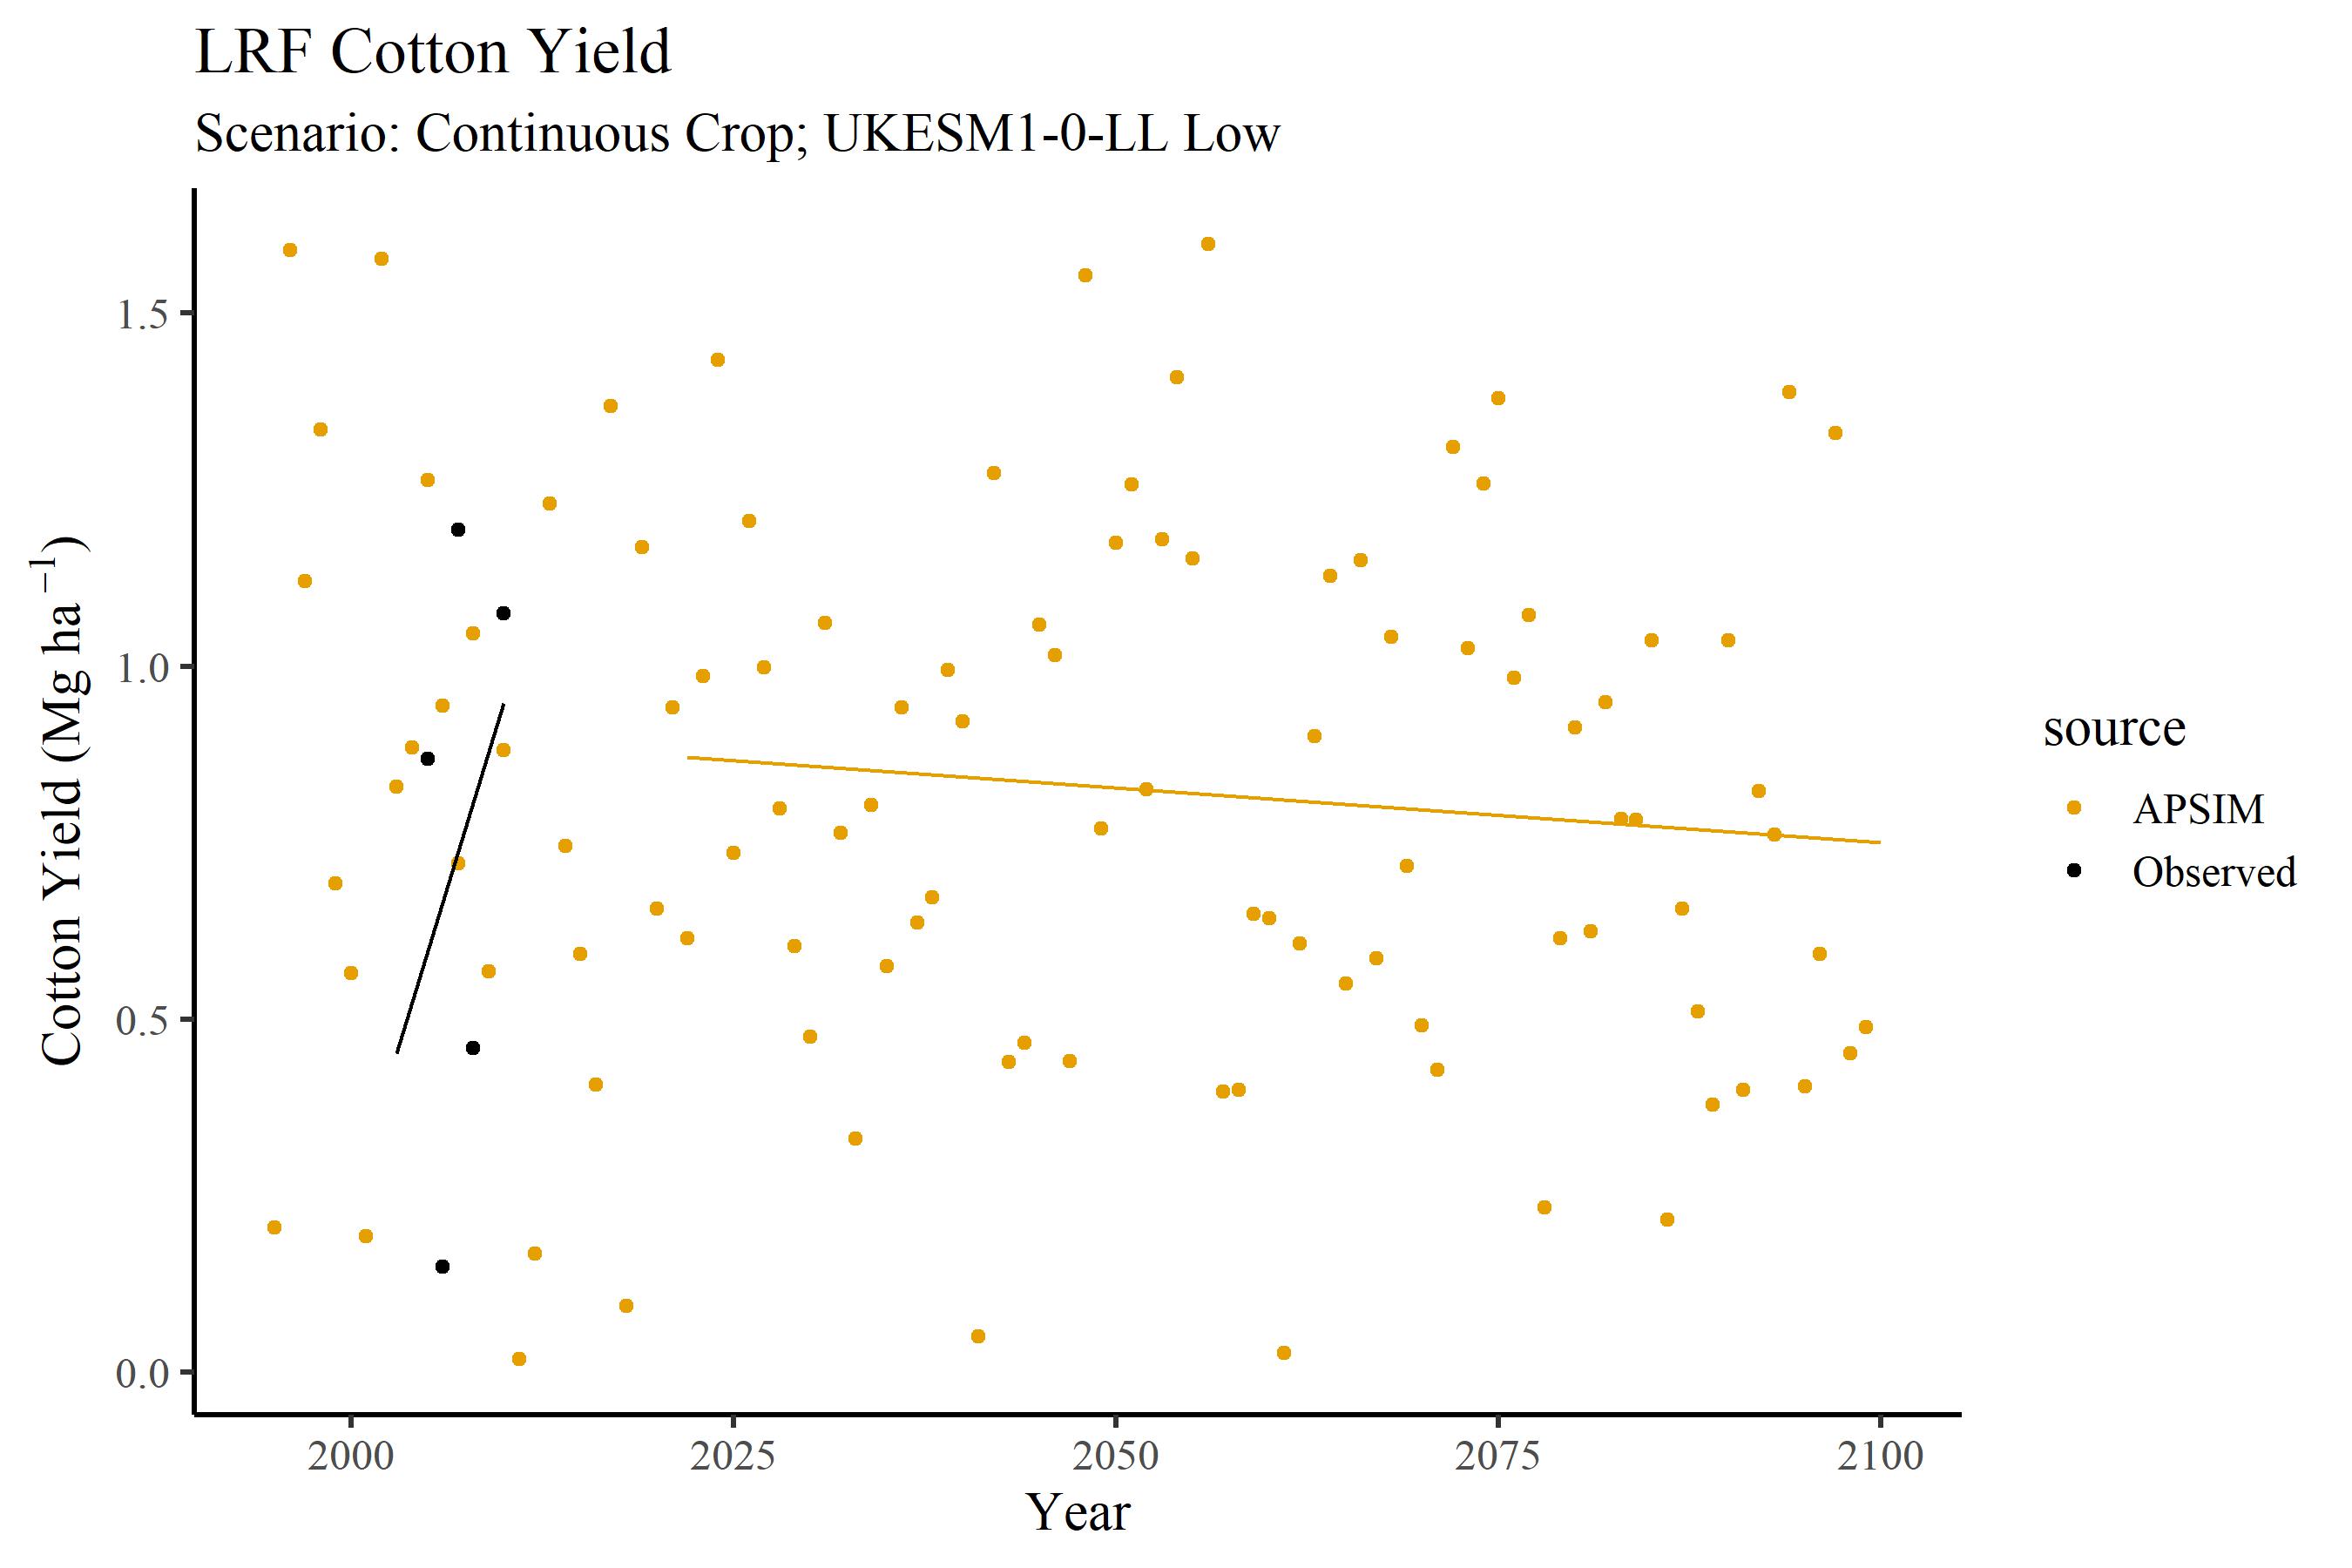 LRF Cotton Yield
Scenario: Continuous Crop; UKESM1-0-LL Low
Cotton Yield (Mg ha⁻¹)
1.5
1.0
0.5
0.0
2000 2025 2050 2075 2100
Year
source
APSIM
Observed